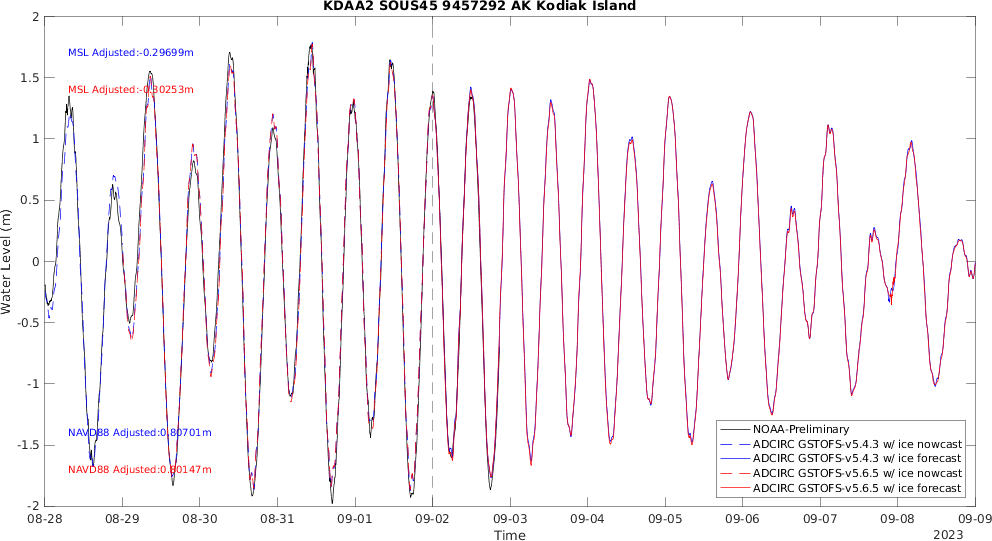 KDAA2 SOUS45 9457292 AK Kodiak Island
2
1.5
1
0.5
0
-0.5
-1
-1.5
-2
Water Level (m)
MSL Adjusted:-0.29699m
MSL Adjusted:-0.30253m
NAVD88 Adjusted:0.80701m
NAVD88 Adjusted:0.80147m
NOAA-Preliminary
ADCIRC GSTOFS-v5.4.3 w/ ice nowcast
ADCIRC GSTOFS-v5.4.3 w/ ice forecast
ADCIRC GSTOFS-v5.6.5 w/ ice nowcast
ADCIRC GSTOFS-v5.6.5 w/ ice forecast
08-28 08-29 08-30 08-31 09-01 09-02 09-03 09-04 09-05 09-06 09-07 09-08 09-09
Time
2023